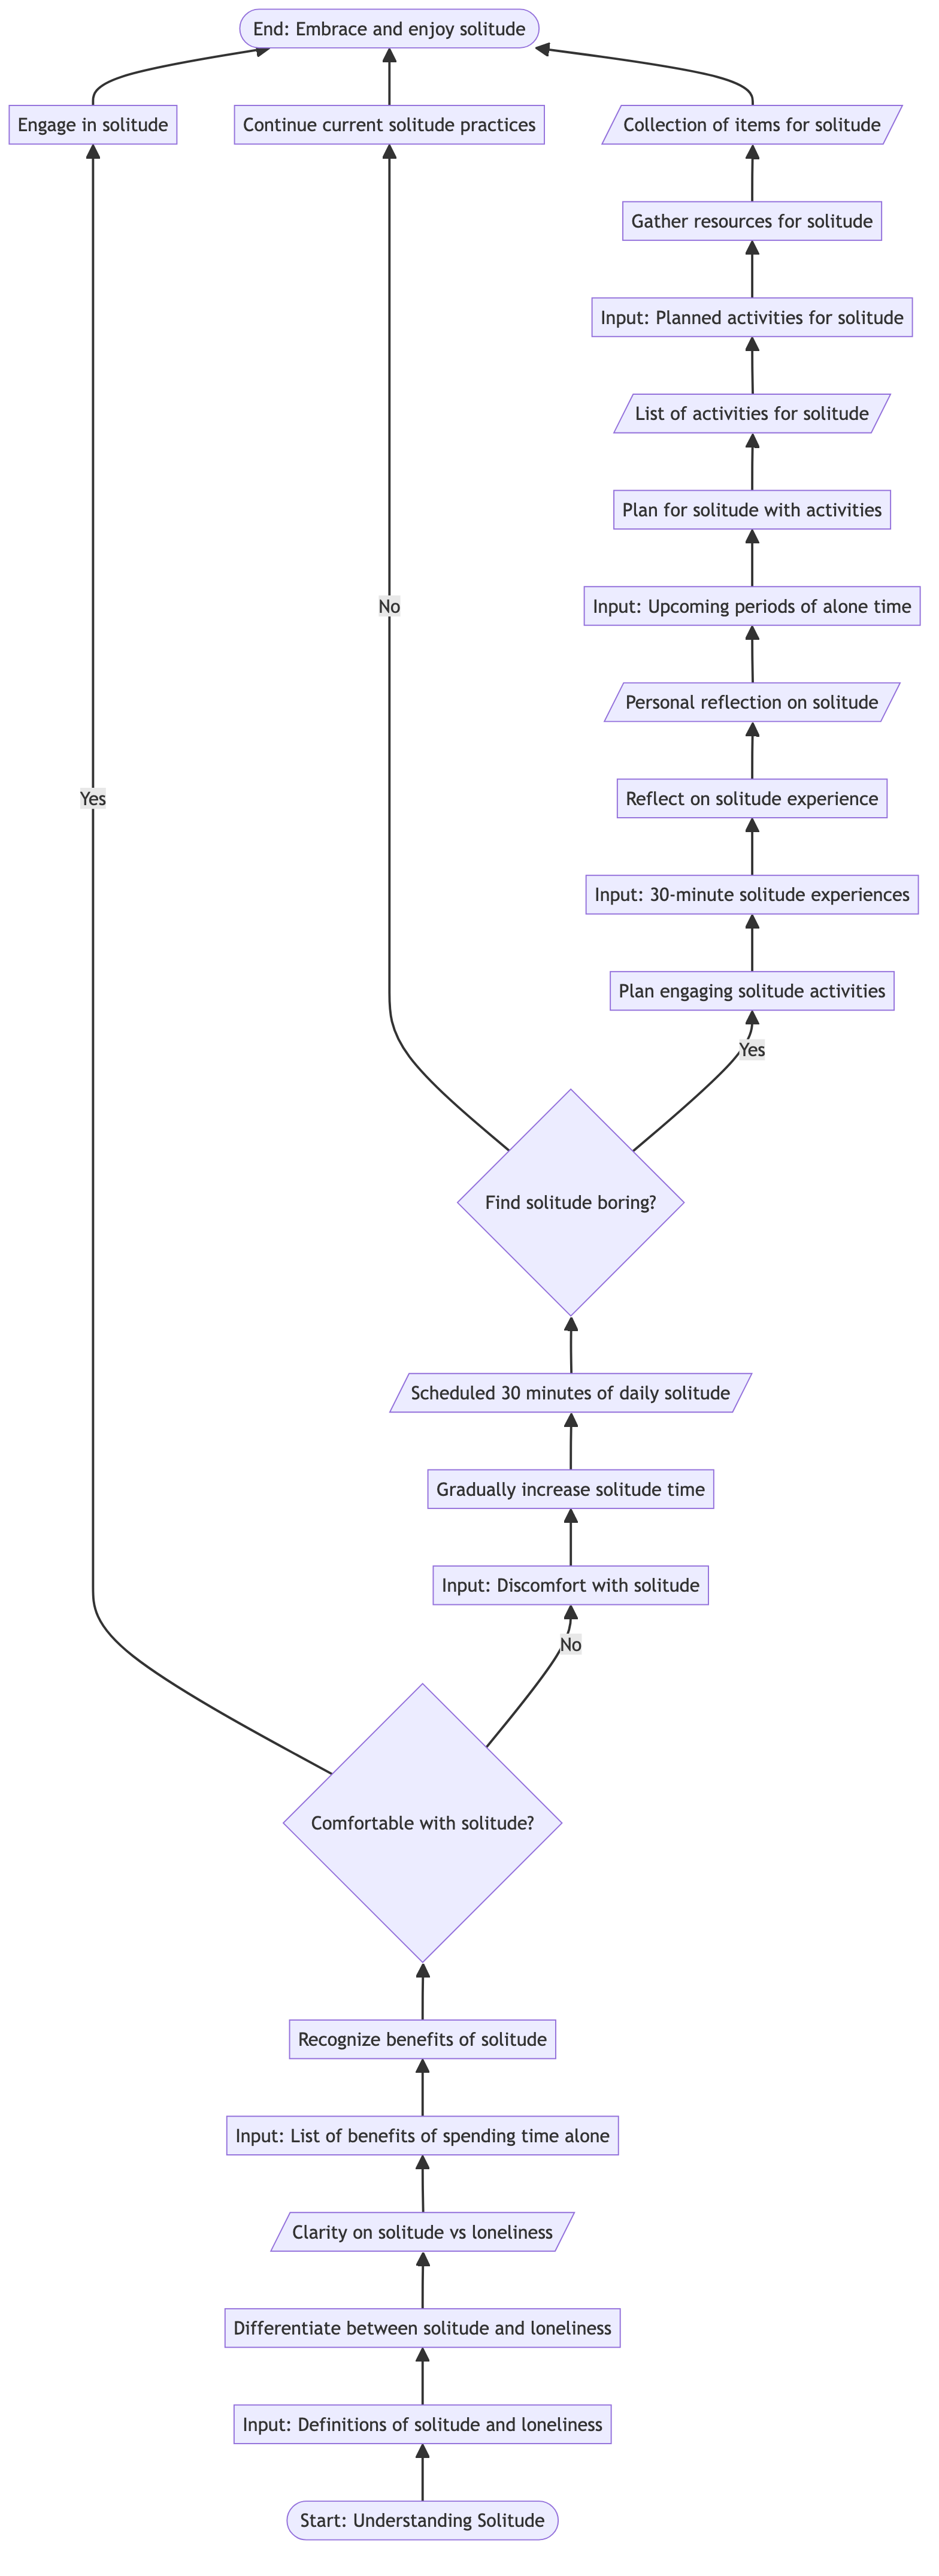 End: Embrace and enjoy solitude
Engage in solitude
Continue current solitude practices
Collection of items for solitude
Gather resources for solitude
Input: Planned activities for solitude
List of activities for solitude
Plan for solitude with activities
No
Input: Upcoming periods of alone time
Personal reflection on solitude
Yes
Reflect on solitude experience
Input: 30-minute solitude experiences
Plan engaging solitude activities
Yes
Find solitude boring?
Scheduled 30 minutes of daily solitude
Gradually increase solitude time
Input: Discomfort with solitude
No
Comfortable with solitude?
Recognize benefits of solitude
Input: List of benefits of spending time alone
Clarity on solitude vs loneliness
Differentiate between solitude and loneliness
Input: Definitions of solitude and loneliness
Start: Understanding Solitude